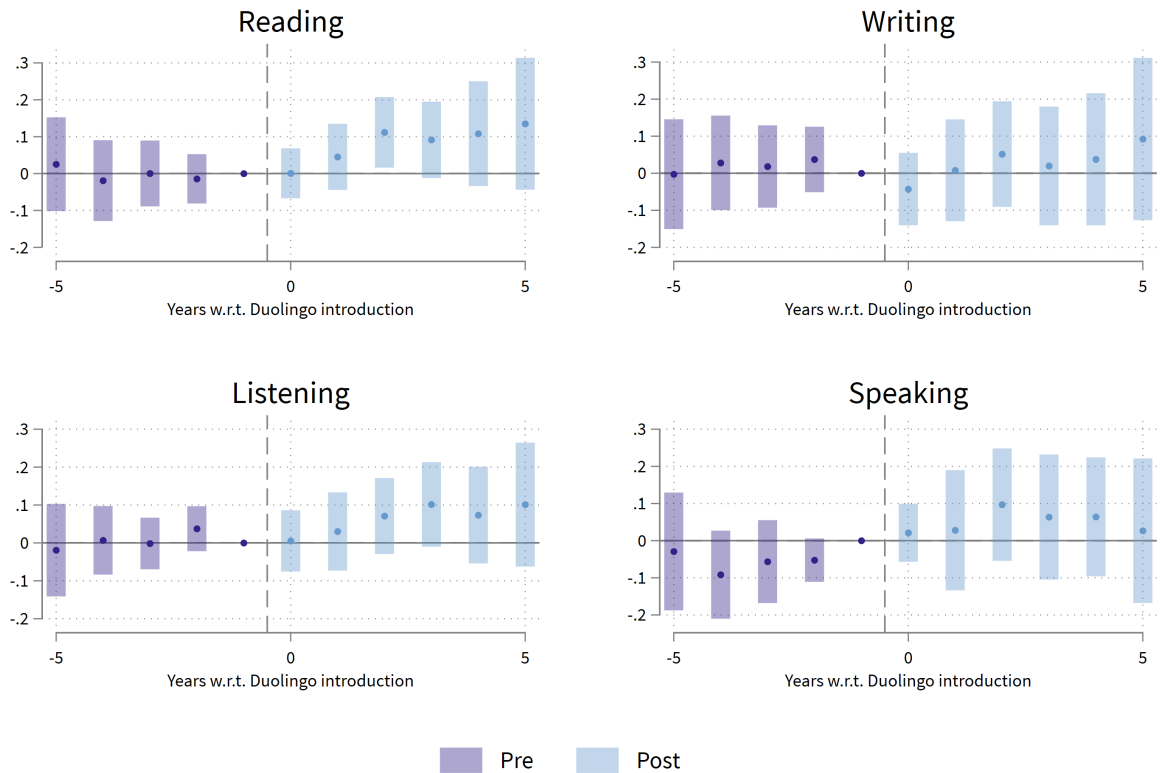 Reading
.3
.2
.1
0
-.1
-.2
-5 0 5
Years w.r.t. Duolingo introduction
Writing
.3
.2
.1
0
-.1
-.2
-5 0 5
Years w.r.t. Duolingo introduction
Listening
.3
.2
.1
0
-.1
-.2
-5 0 5
Years w.r.t. Duolingo introduction
Speaking
.3
.2
.1
0
-.1
-.2
-5 0 5
Years w.r.t. Duolingo introduction
Pre Post